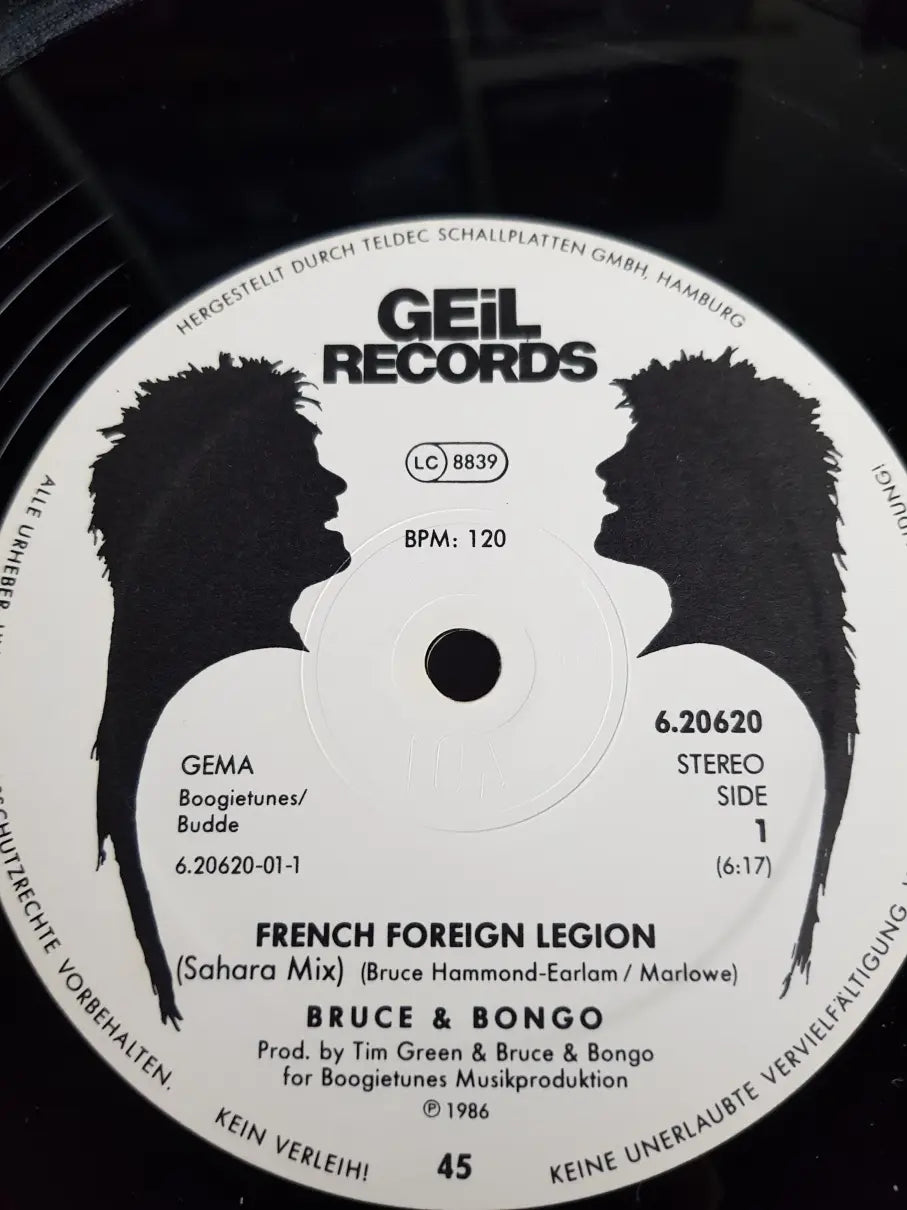 HERGESTELLT DURCH TELDEC SCHALLPLATTEN GMBH, HAMBURG
GEiL
RECORDS
LC 8839
BPM: 120
ALLE URHEBER
6.20620
GEMA
STEREO
Boogietunes/
SIDE
Budde
1
6.20620-01-1
(6:17)
FRENCH FOREIGN LEGION
(Sahara Mix) (Bruce Hammond-Earlam / Marlowe)
BRUCE & BONGO
Prod. by Tim Green & Bruce & Bongo
for Boogietunes Musikproduktion
℗ 1986
45
VORBEHALTEN.
KEIN VERLEIH!
KEINE UNERLAUBTE VERVIELFÄLTIGUNG